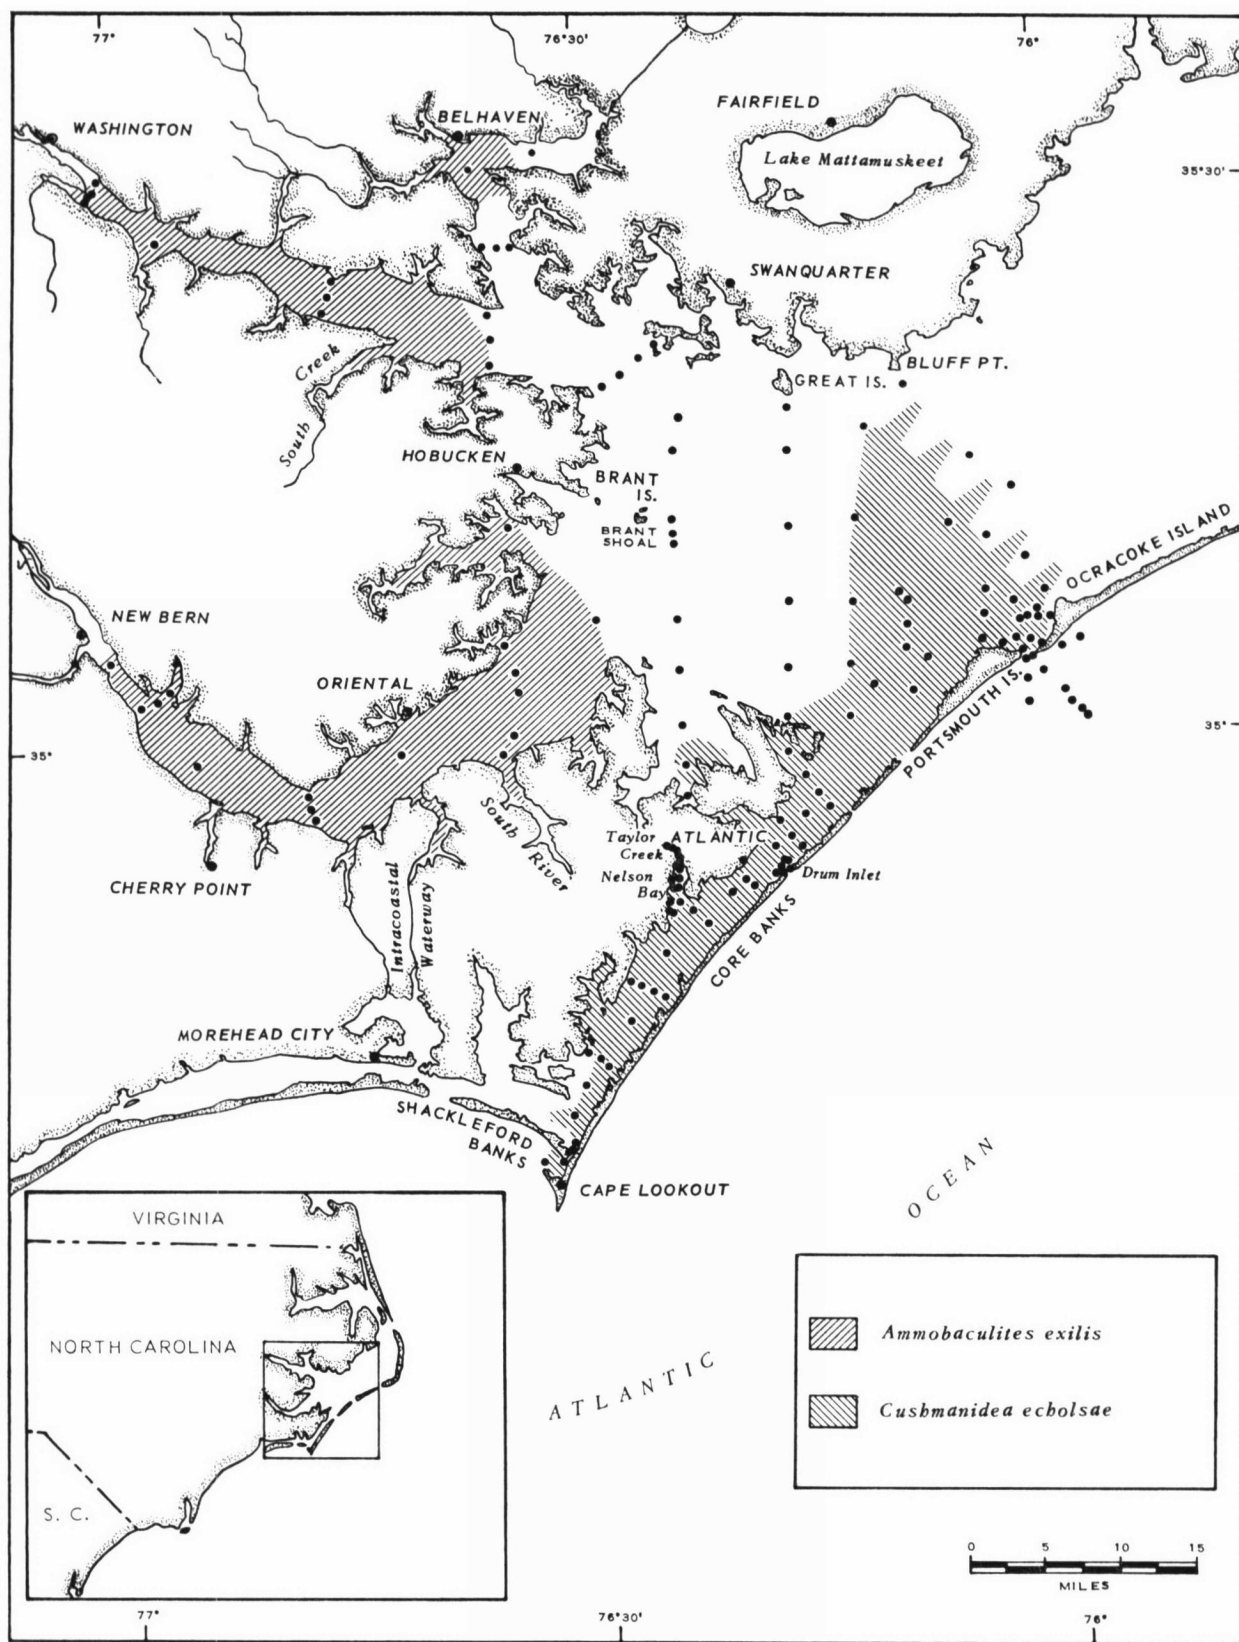 77°
76°30'
76°
WASHINGTON
BELHAVEN
FAIRFIELD
Lake Mattamuskeet
35°30'
SWANQUARTER
South
Creek
BLUFF PT.
GREAT IS.
HOBUCKEN
BRANT
IS.
BRANT
SHOAL
OCRACOKE ISLAND
NEW BERN
ORIENTAL
PORTSMOUTH IS.
35°
35°
South
River
Taylor
Creek
ATLANTIC
Nelson
Bay
Drum Inlet
CHERRY POINT
Intracoastal
Waterway
CORE BANKS
MOREHEAD CITY
SHACKLEFORD
BANKS
CAPE LOOKOUT
ATLANTIC
OCEAN
VIRGINIA
NORTH CAROLINA
S. C.
Ammobaculites exilis
Cushmanidea echolsae
0 5 10 15
MILES
77°
76°30'
76°